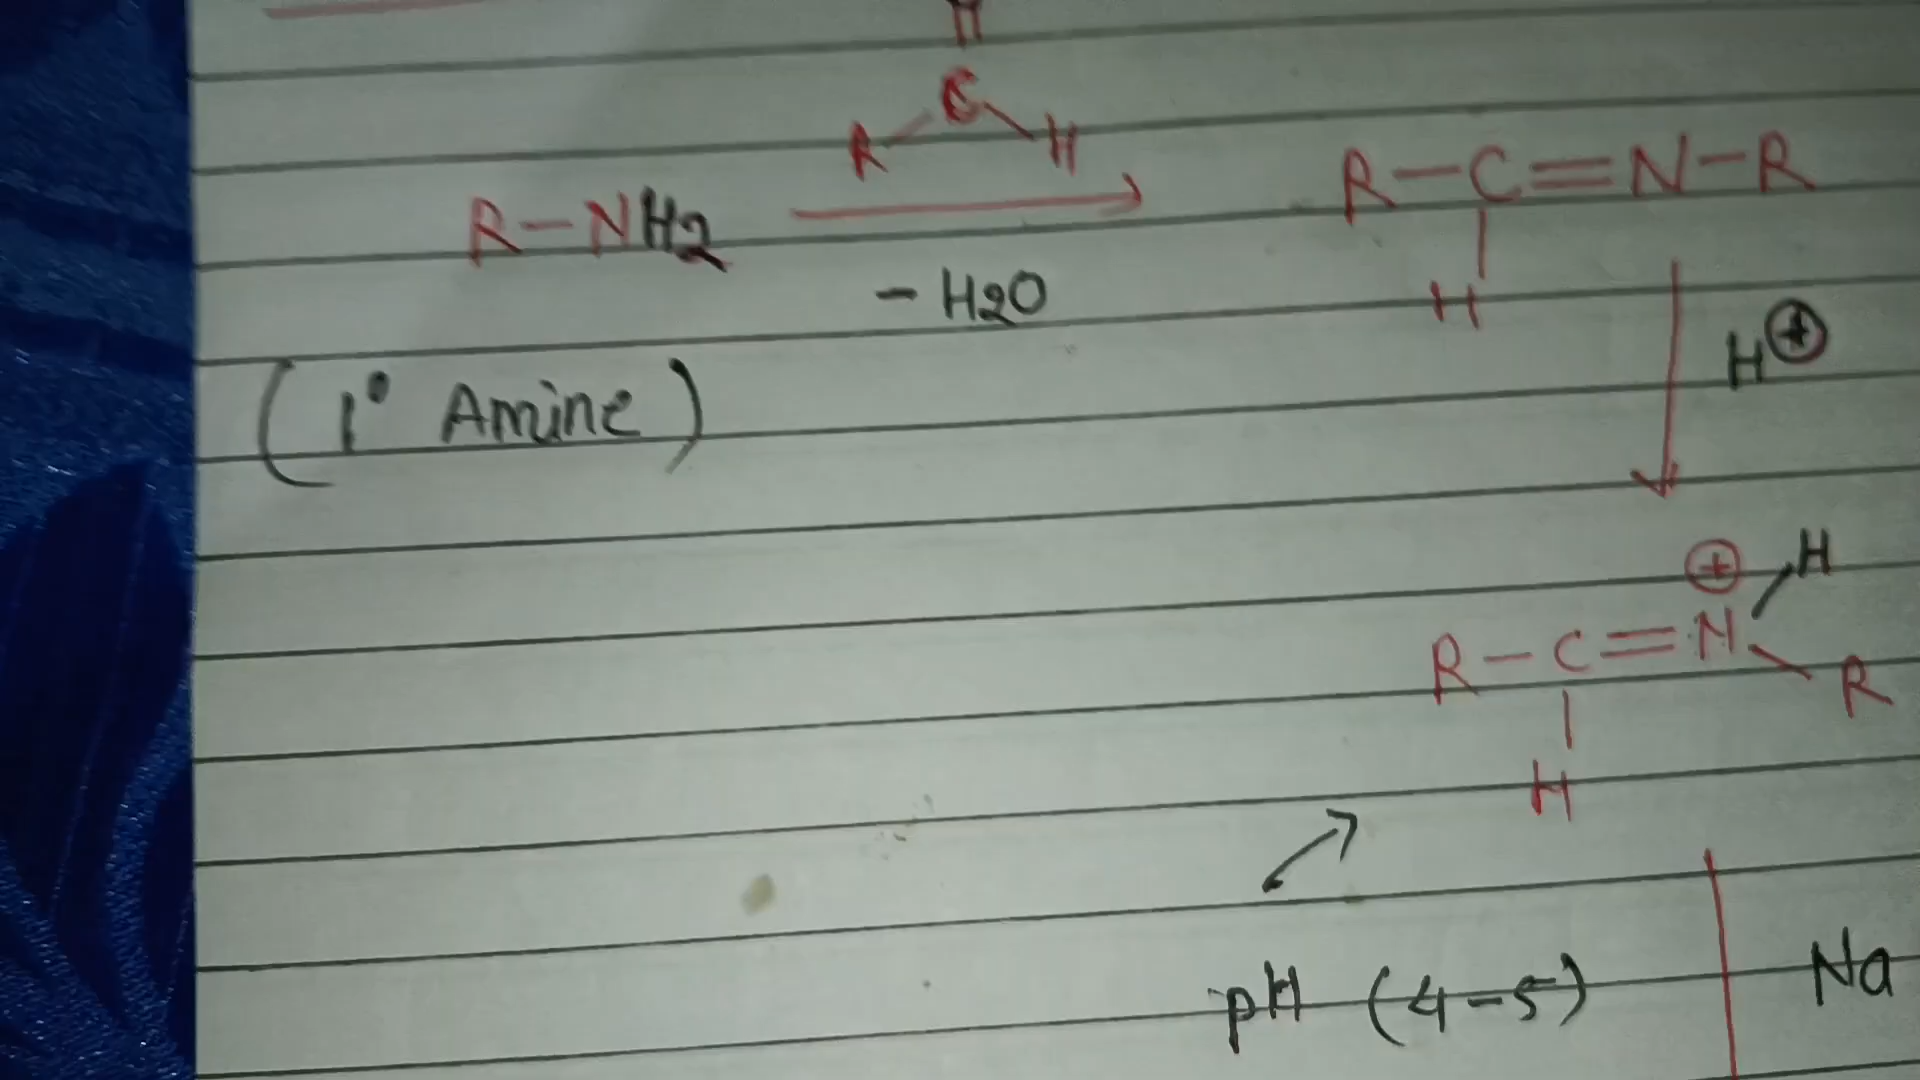 H
C
R H
R-NH2 R-C=N-R
-H2O H
H⊕
(1° Amine)
⊕ H
R-C=N
R
H
pH (4-5) Na